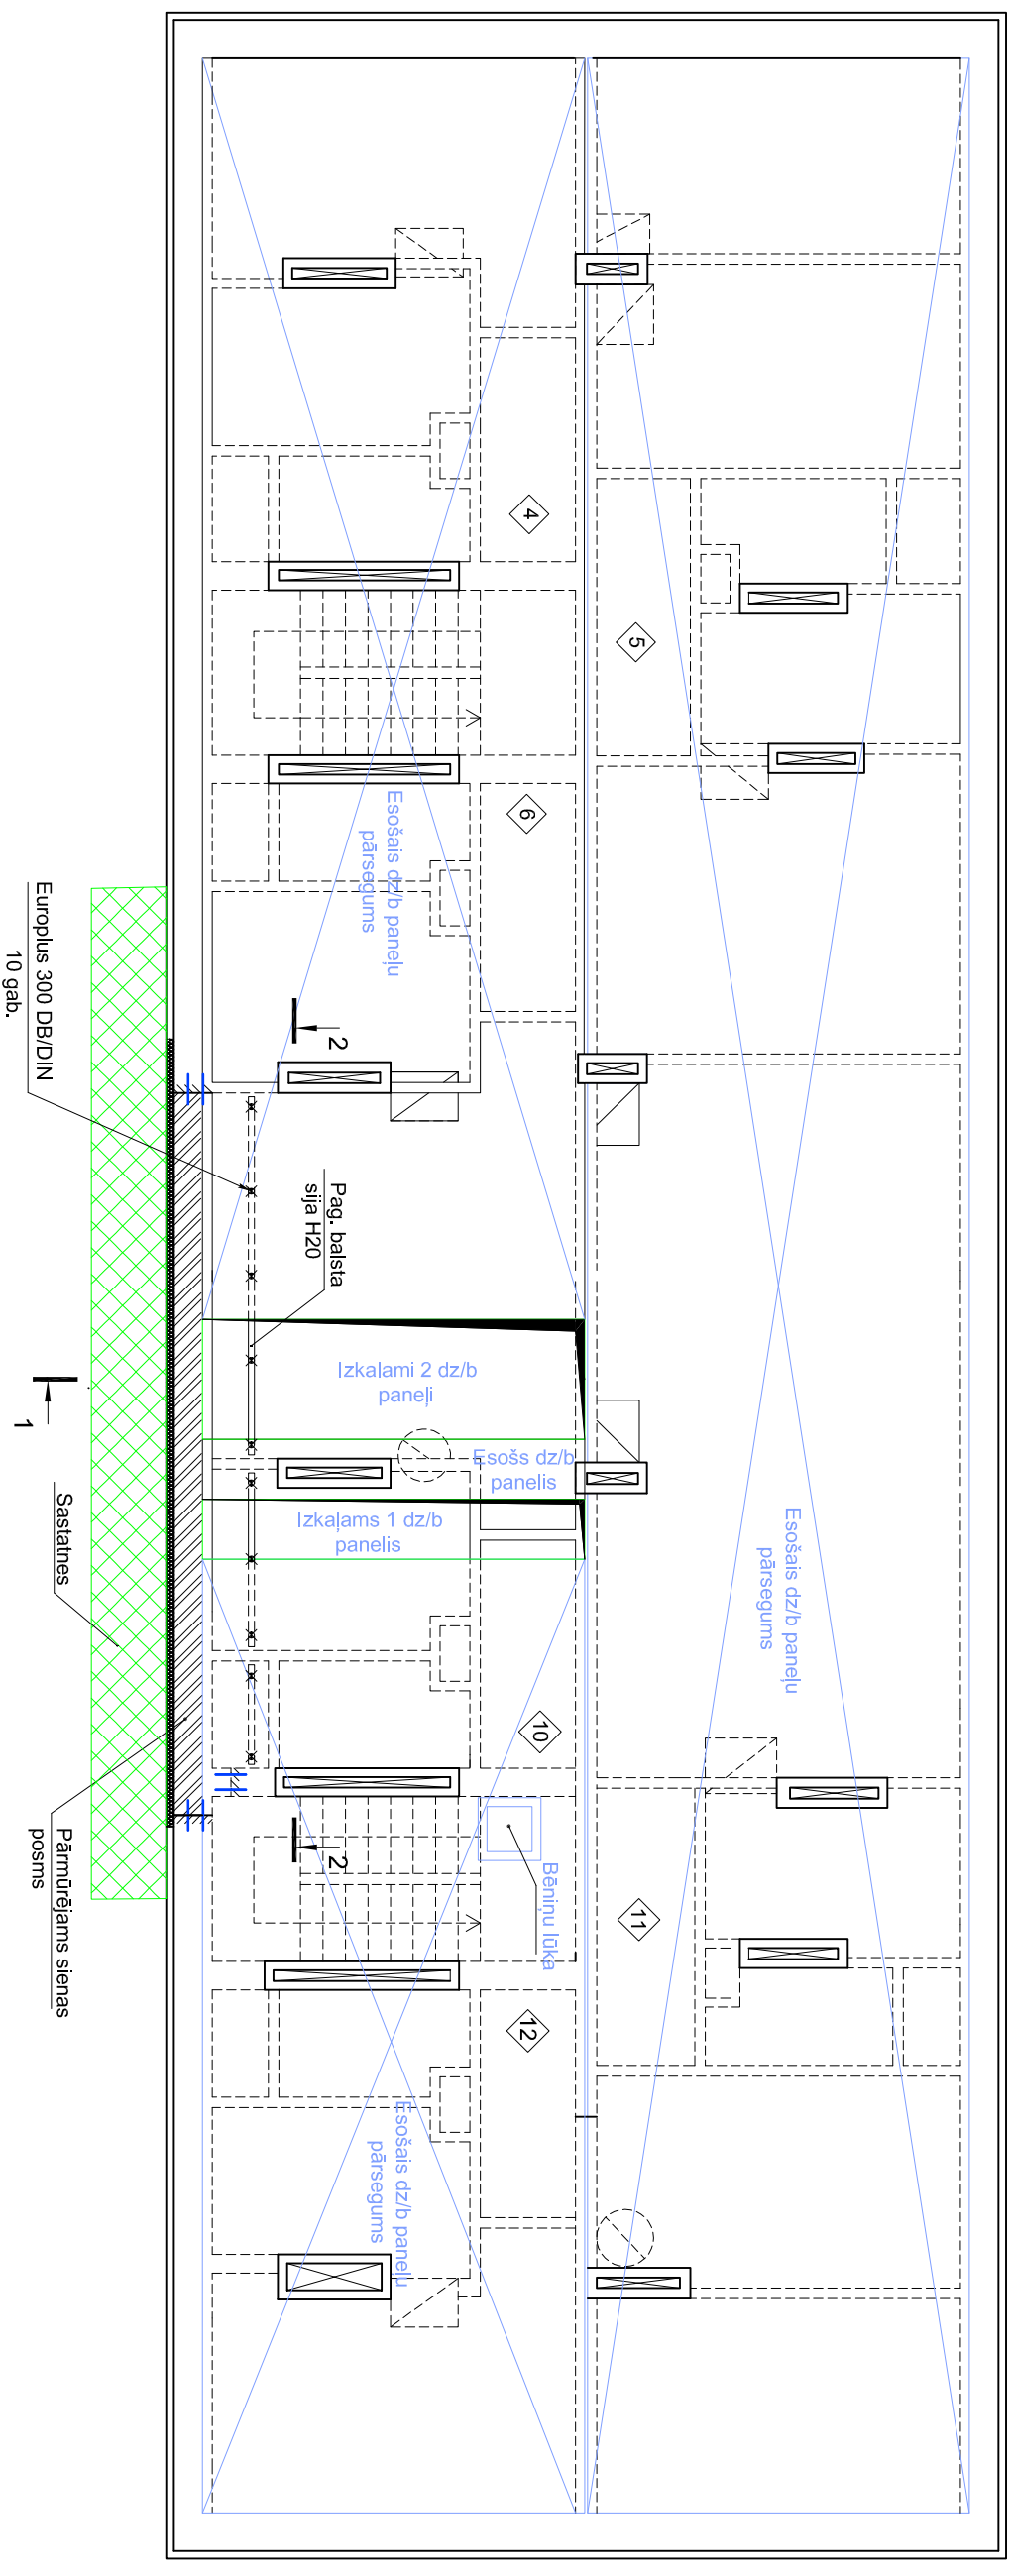 4
5
6
Esošais dz/b paneļu
pārsegums
Europlus 300 DB/DIN
10 gab.
2
Pag. balsta
sija H20
Izkaļami 2 dz/b
paneļi
1
Esošs dz/b
panelis
Izkaļams 1 dz/b
panelis
Sastatnes
Esošais dz/b paneļu
pārsegums
10
2
Bēniņu lūka
Pārmūrējams sienas
posms
11
12
Esošais dz/b paneļu
pārsegums